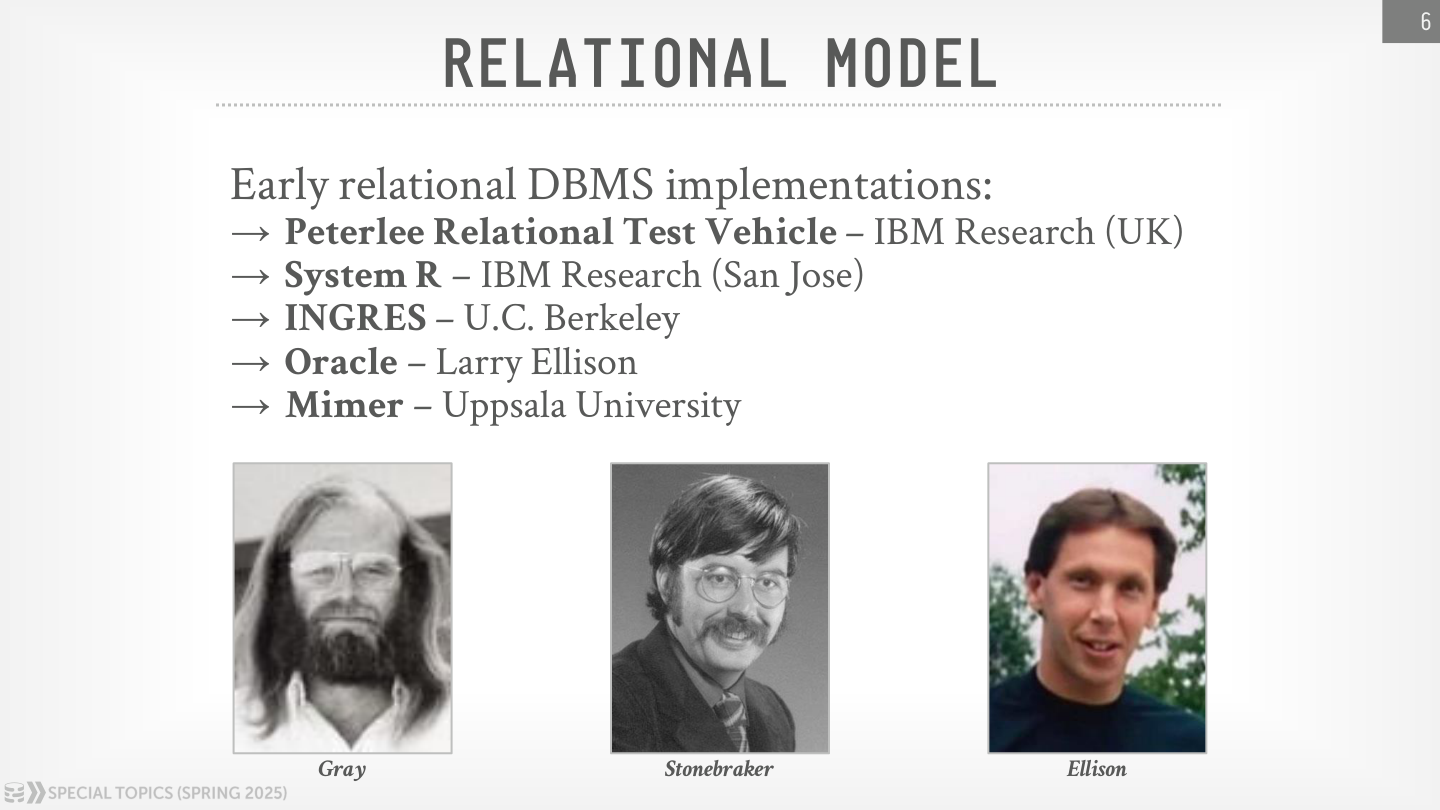 6
RELATIONAL MODEL
Early relational DBMS implementations:
→ Peterlee Relational Test Vehicle – IBM Research (UK)
→ System R – IBM Research (San Jose)
→ INGRES – U.C. Berkeley
→ Oracle – Larry Ellison
→ Mimer – Uppsala University
Gray
Stonebraker
Ellison
SPECIAL TOPICS (SPRING 2025)